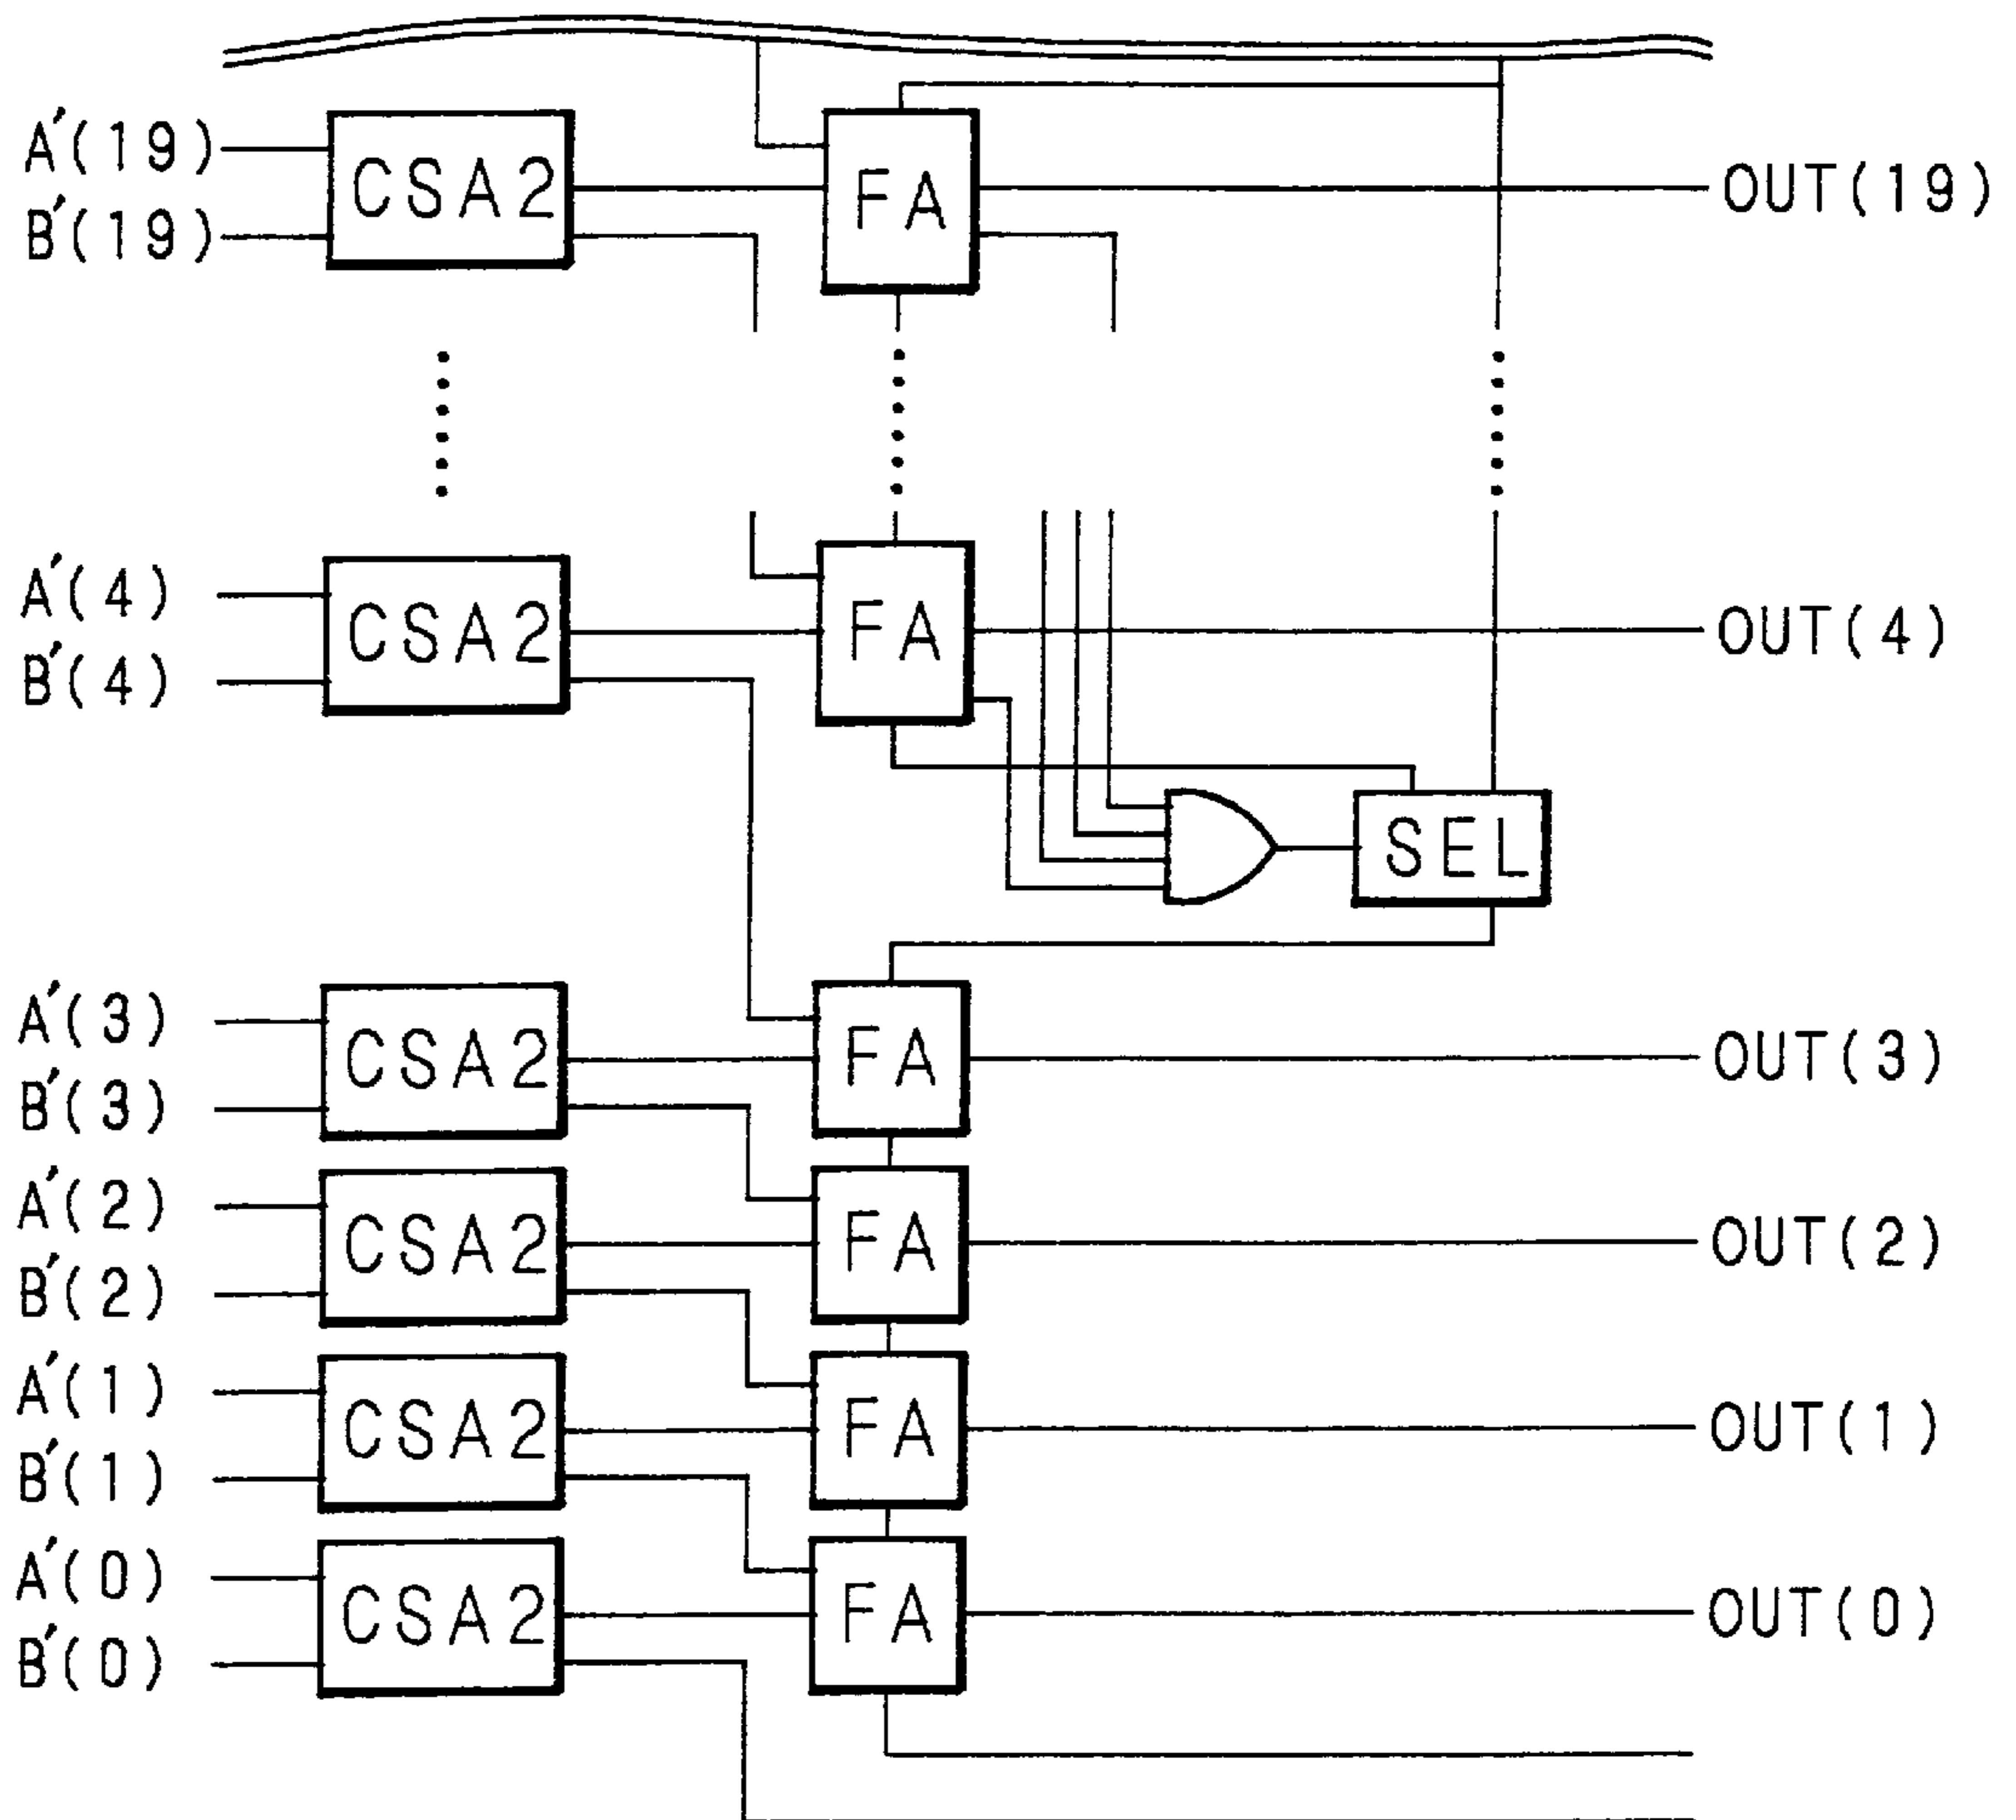 A′(19)
CSA2
FA
OUT(19)
B′(19)
A′(4)
CSA2
FA
OUT(4)
B′(4)
SEL
A′(3)
CSA2
FA
OUT(3)
B′(3)
A′(2)
CSA2
FA
OUT(2)
B′(2)
A′(1)
CSA2
FA
OUT(1)
B′(1)
A′(0)
CSA2
FA
OUT(0)
B′(0)